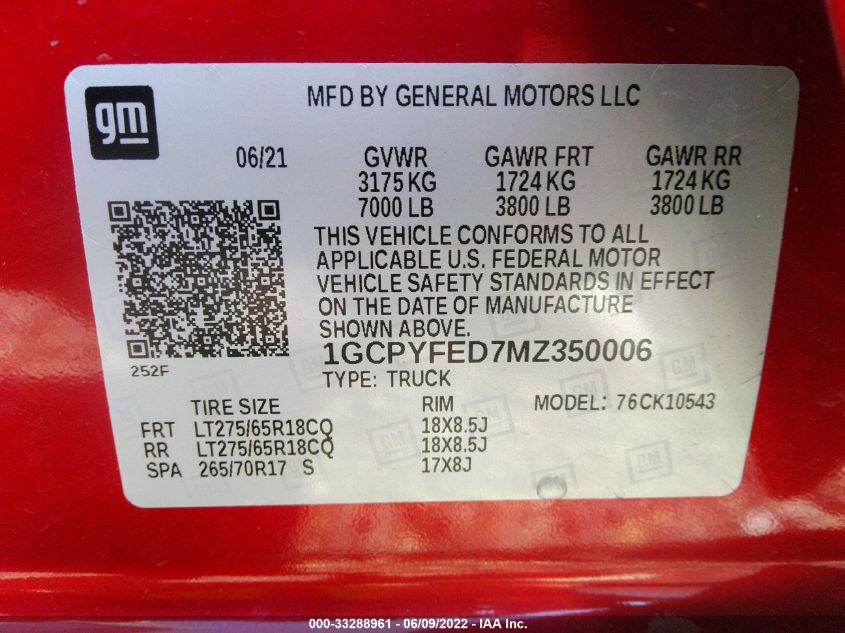 gm
MFD BY GENERAL MOTORS LLC
06/21 GVWR GAWR FRT GAWR RR
3175 KG 1724 KG 1724 KG
7000 LB 3800 LB 3800 LB
THIS VEHICLE CONFORMS TO ALL
APPLICABLE U.S. FEDERAL MOTOR
VEHICLE SAFETY STANDARDS IN EFFECT
ON THE DATE OF MANUFACTURE
SHOWN ABOVE.
1GCPYFED7MZ350006
252F
TYPE: TRUCK
TIRE SIZE RIM MODEL: 76CK10543
FRT LT275/65R18CQ 18X8.5J
RR LT275/65R18CQ 18X8.5J
SPA 265/70R17 S 17X8J
000-33288961 - 06/09/2022 - IAA Inc.